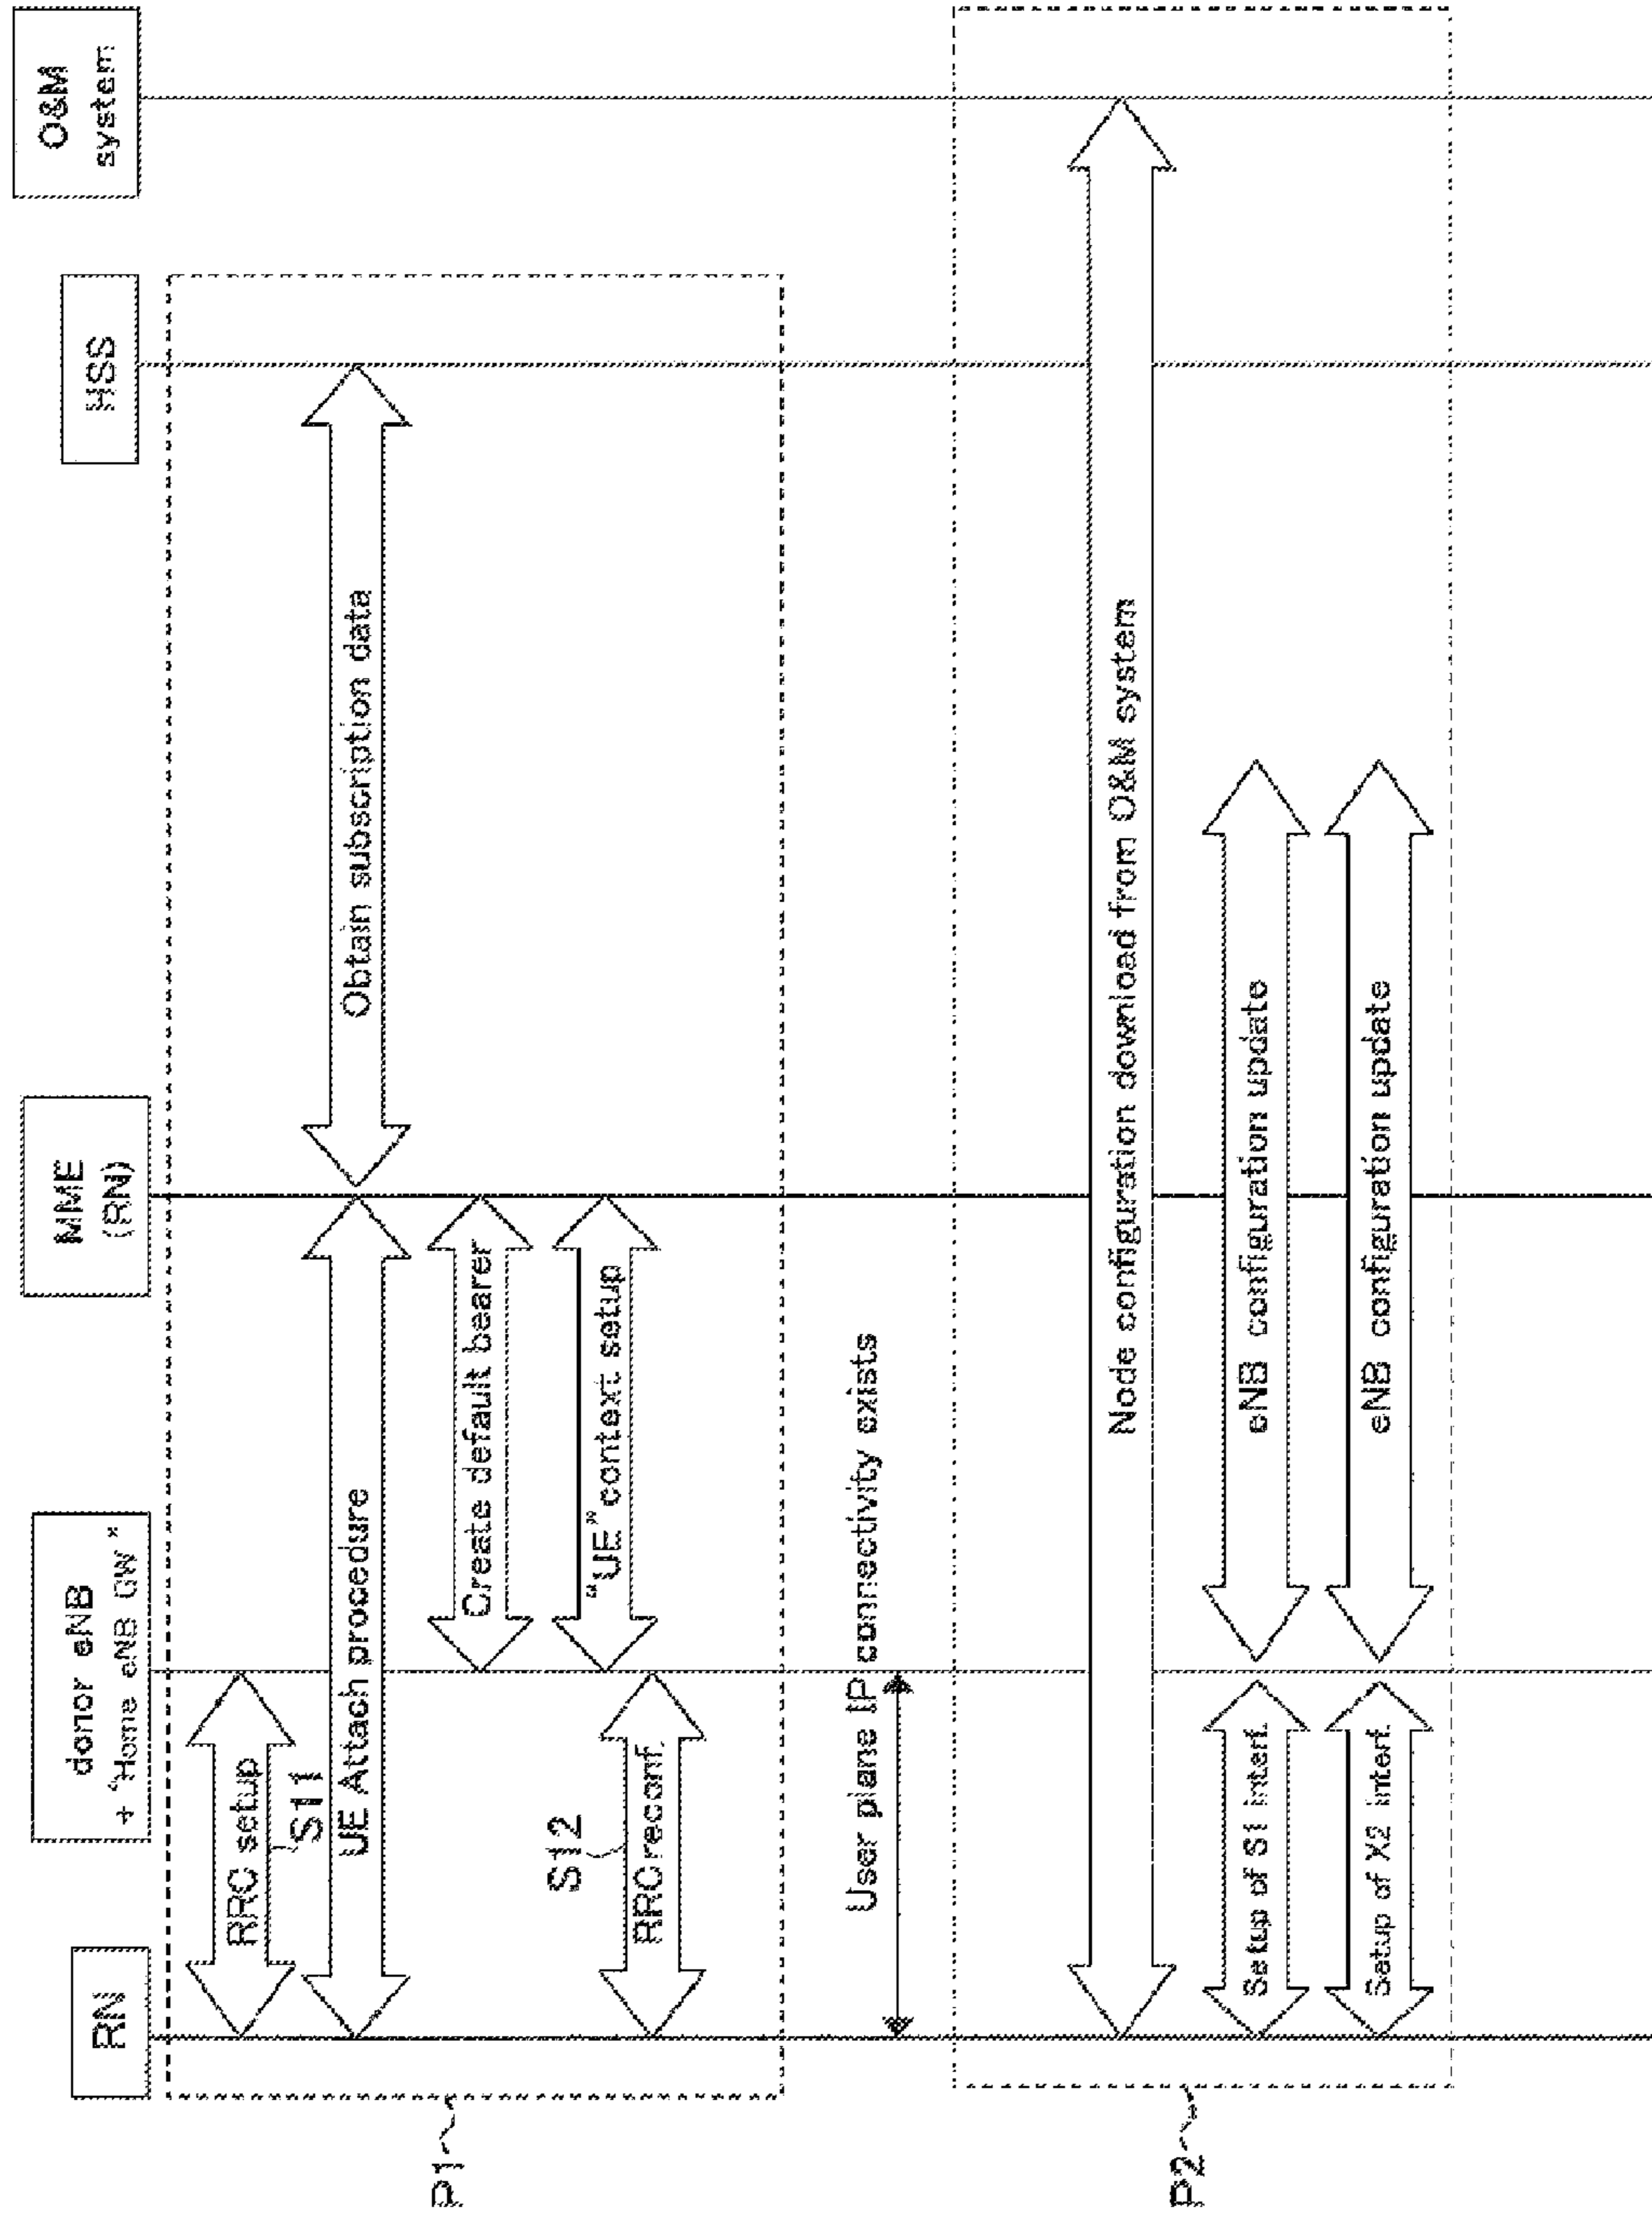 RN
donor eNB
+ "Home eNB GW"
MME
(RN)
HSS
O&M
system
P1
RRC setup
S11
UE Attach procedure
Obtain subscription data
Create default bearer
"UE" context setup
S12
RRC reconf.
User plane IP connectivity exists
P2
Node configuration download from O&M system
Setup of S1 Interf.
eNB configuration update
Setup of X2 Interf.
eNB configuration update